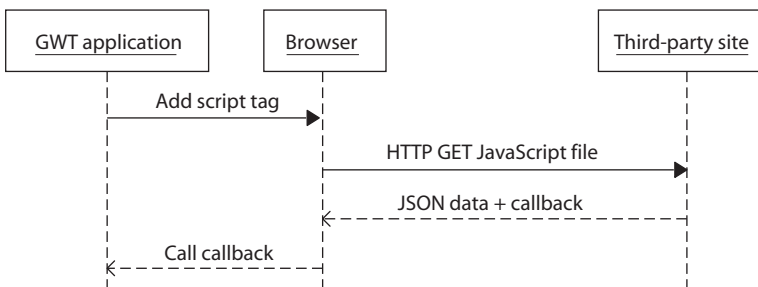 GWT application
Browser
Third-party site
Add script tag
HTTP GET JavaScript file
JSON data + callback
Call callback